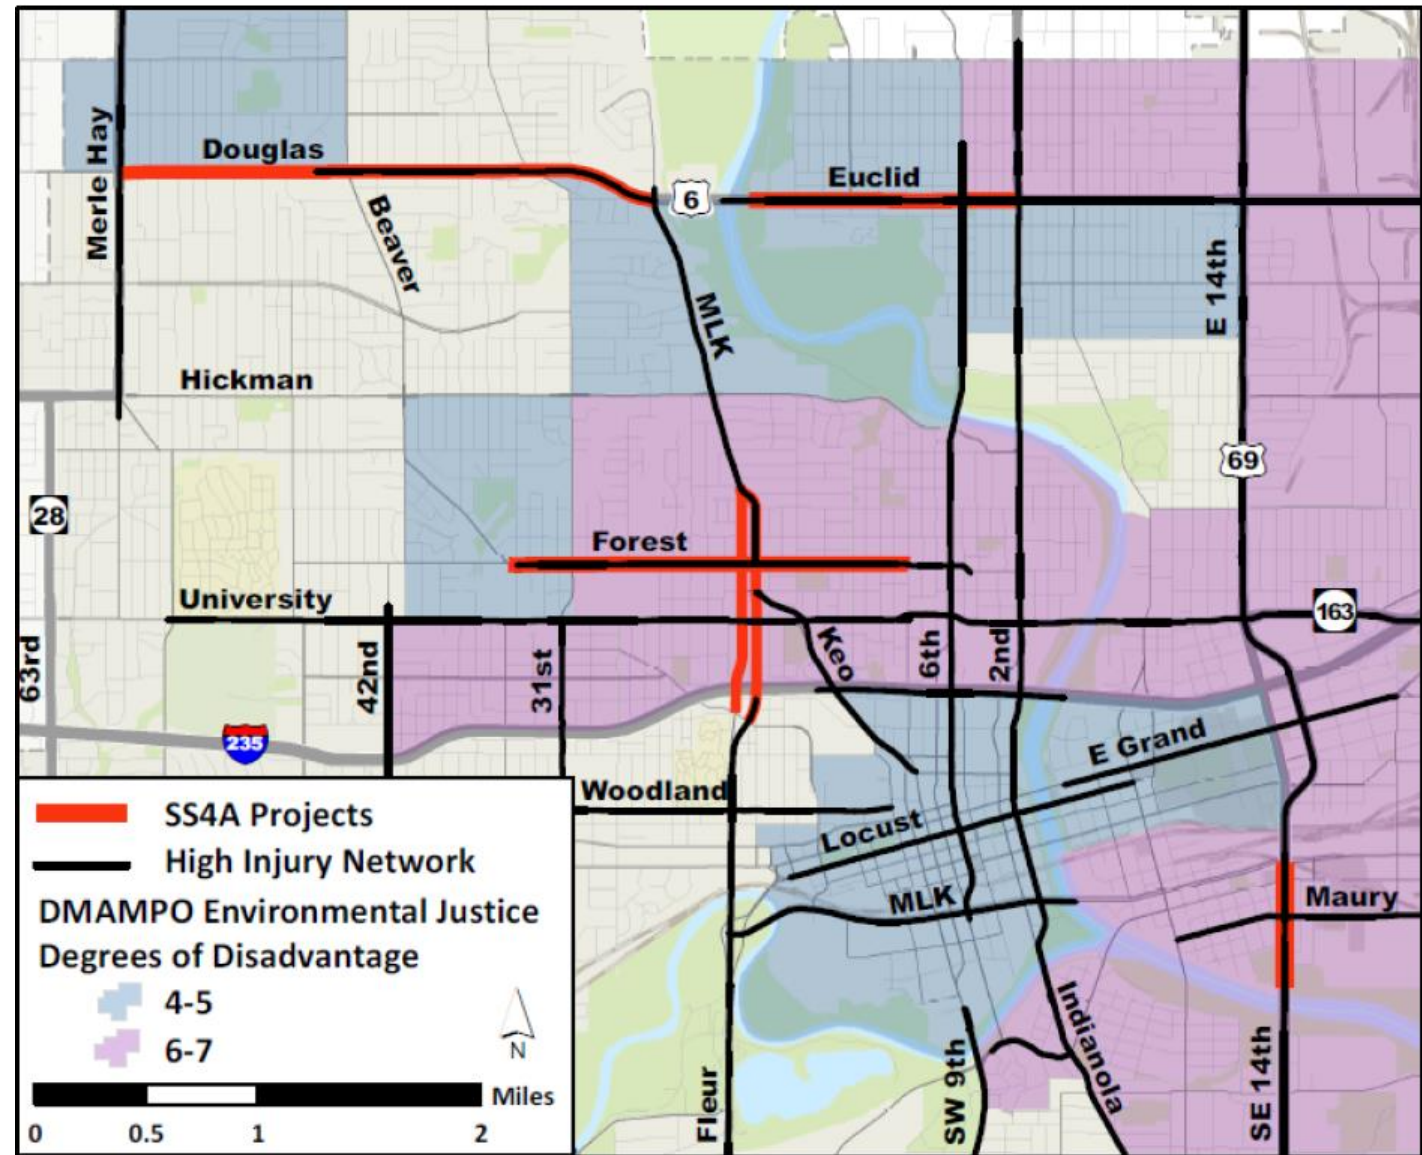 Merle Hay
Douglas
Beaver
6
Euclid
MLK
E 14th
Hickman
28
69
Forest
University
163
63rd
42nd
31st
Keo
6th
2nd
235
E Grand
Woodland
Locust
MLK
Maury
Fleur
SW 9th
Indianola
SE 14th
SS4A Projects
High Injury Network
DMAMPO Environmental Justice
Degrees of Disadvantage
4-5
6-7
N
Miles
0 0.5 1 2